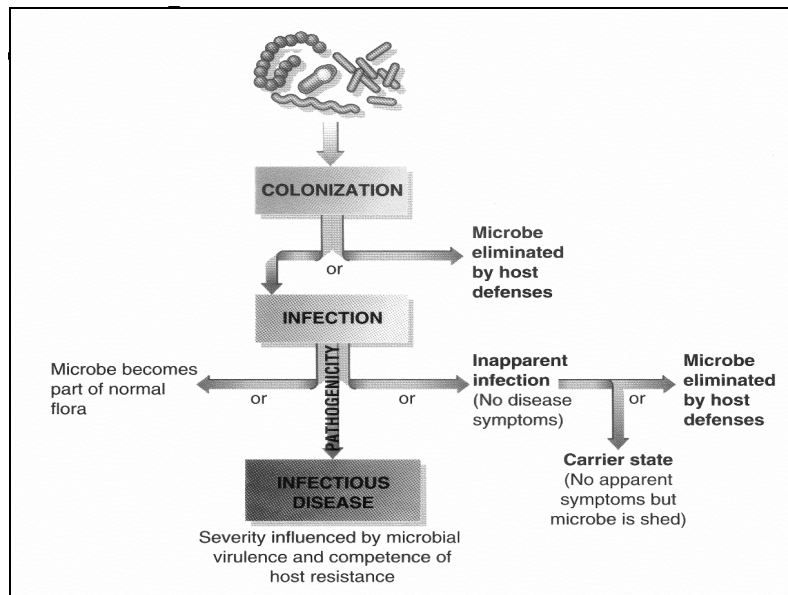 COLONIZATION
or
Microbe
eliminated
by host
defenses
INFECTION
PATHOGENICITY
Microbe becomes
part of normal
flora
or
or
Inapparent
infection
(No disease
symptoms)
or
Microbe
eliminated
by host
defenses
Carrier state
(No apparent
symptoms but
microbe is shed)
INFECTIOUS
DISEASE
Severity influenced by microbial
virulence and competence of
host resistance